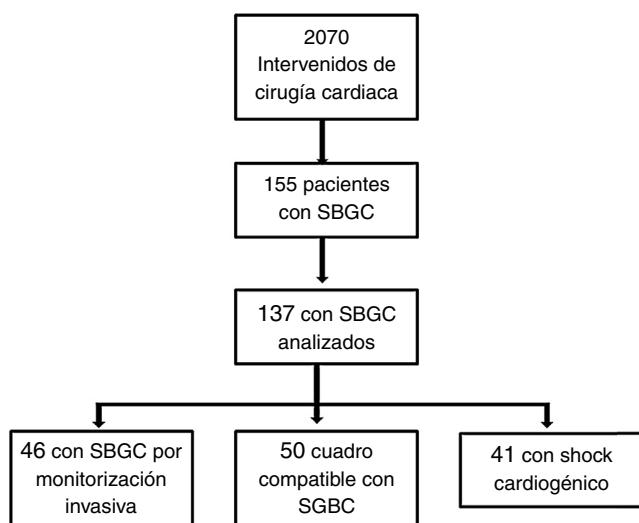 2070
Intervenidos de
cirugía cardiaca
155 pacientes
con SBGC
137 con SBGC
analizados
46 con SBGC por
monitorización
invasiva
50 cuadro
compatible con
SGBC
41 con shock
cardiogénico